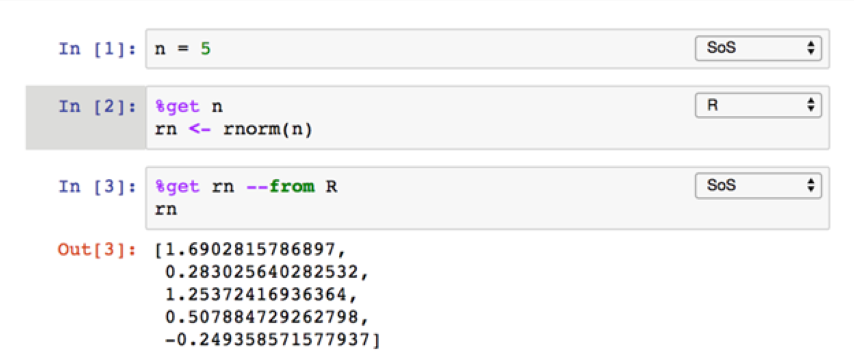 In [1]: n = 5 SoS
In [2]: %get n R
rn <- rnorm(n)
In [3]: %get rn --from R SoS
rn
Out[3]: [1.6902815786897,
0.283025640282532,
1.25372416936364,
0.507884729262798,
-0.249358571577937]